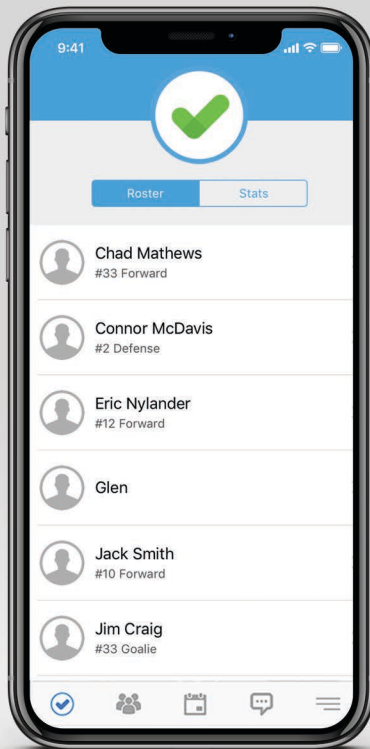 9:41
Roster
Stats
Chad Mathews
#33 Forward
Connor McDavis
#2 Defense
Eric Nylander
#12 Forward
Glen
Jack Smith
#10 Forward
Jim Craig
#33 Goalie